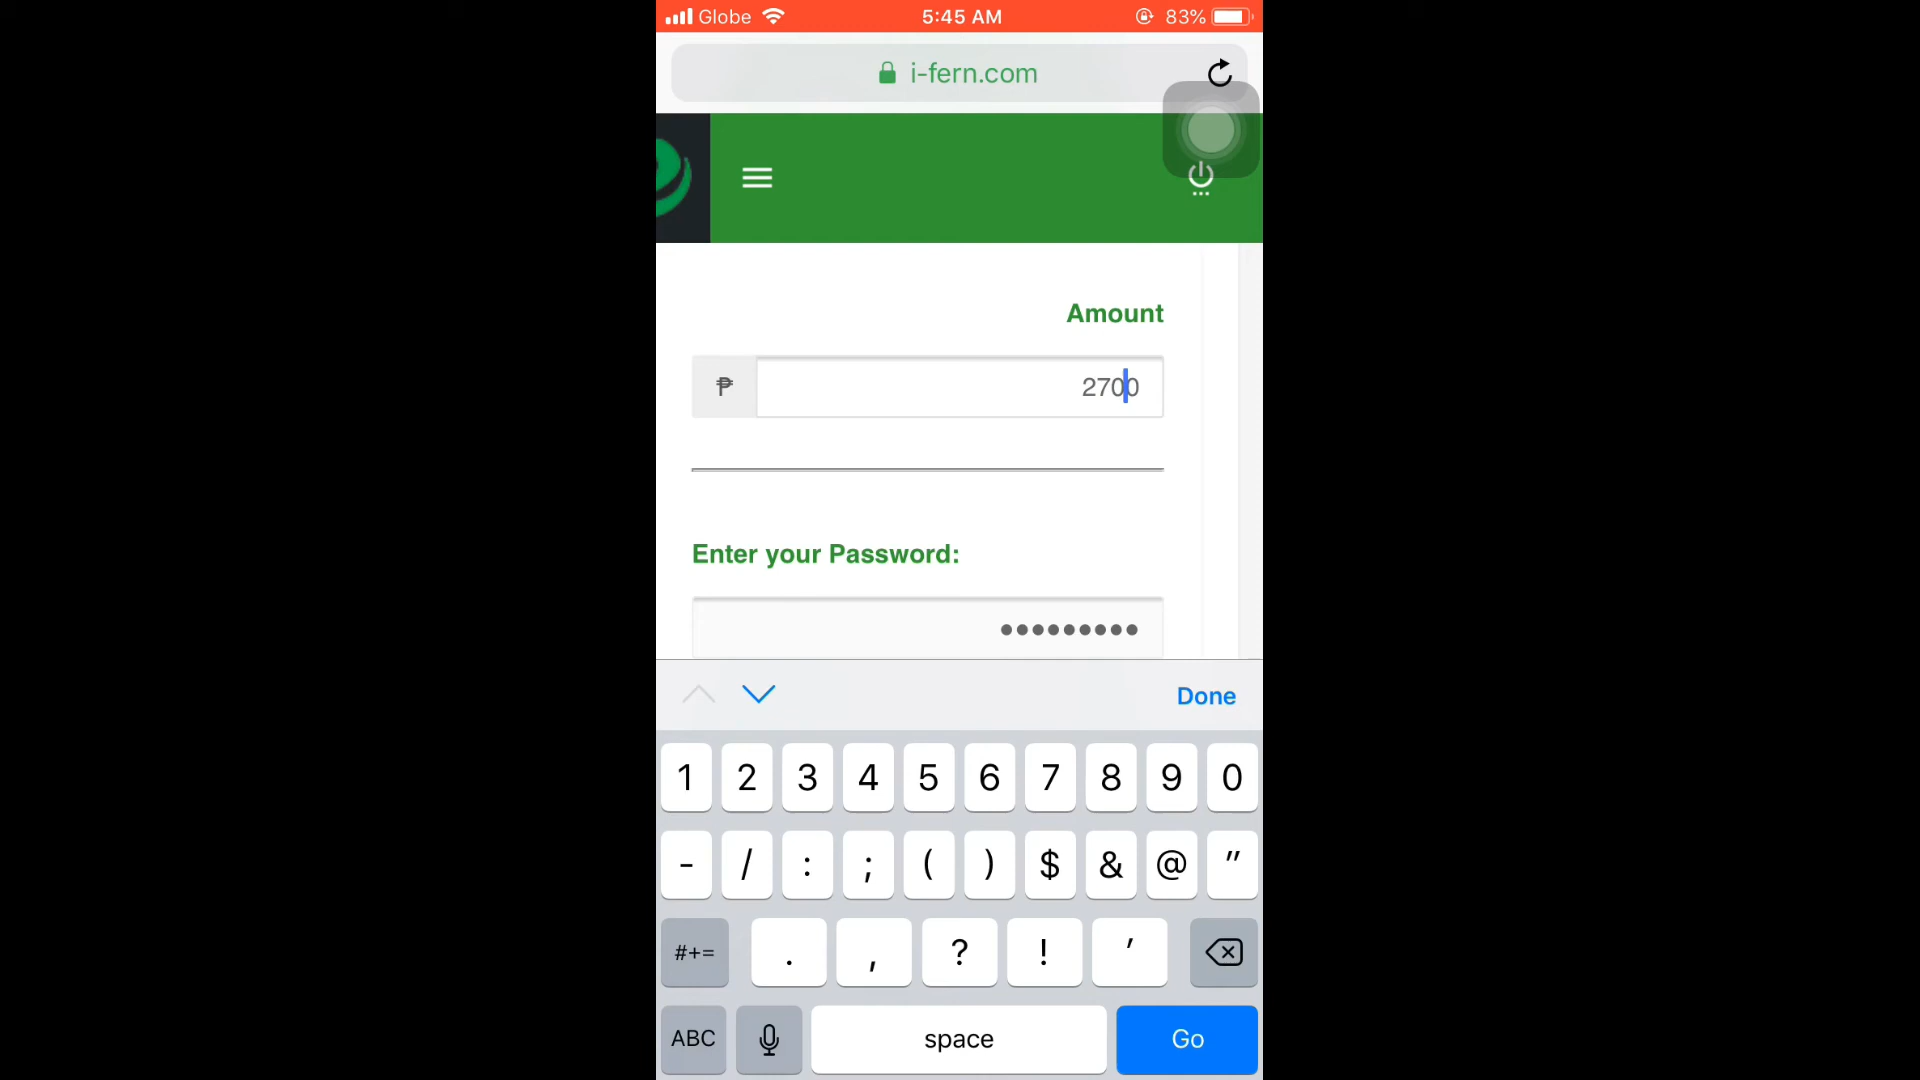 Globe 5:45 AM 83%
i-fern.com
Amount
₱ 2700
Enter your Password:
•••••••••
Done
1 2 3 4 5 6 7 8 9 0
- / : ; ( ) $ & @ "
#+= . , ? ! '
ABC space Go